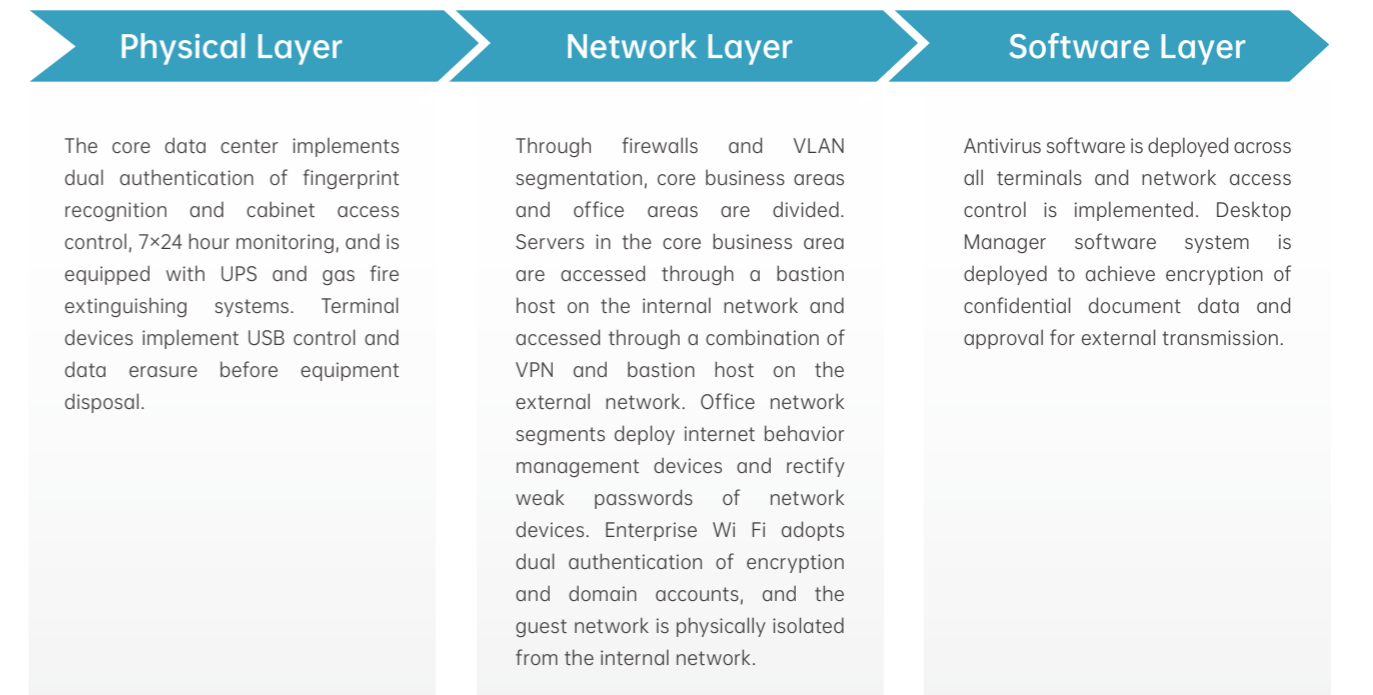 Physical Layer
The core data center implements
dual authentication of fingerprint
recognition and cabinet access
control, 7×24 hour monitoring, and is
equipped with UPS and gas fire
extinguishing systems. Terminal
devices implement USB control and
data erasure before equipment
disposal.
Network Layer
Through firewalls and VLAN
segmentation, core business areas
and office areas are divided.
Servers in the core business area
are accessed through a bastion
host on the internal network and
accessed through a combination of
VPN and bastion host on the
external network. Office network
segments deploy internet behavior
management devices and rectify
weak passwords of network
devices. Enterprise Wi Fi adopts
dual authentication of encryption
and domain accounts, and the
guest network is physically isolated
from the internal network.
Software Layer
Antivirus software is deployed across
all terminals and network access
control is implemented. Desktop
Manager software system is
deployed to achieve encryption of
confidential document data and
approval for external transmission.